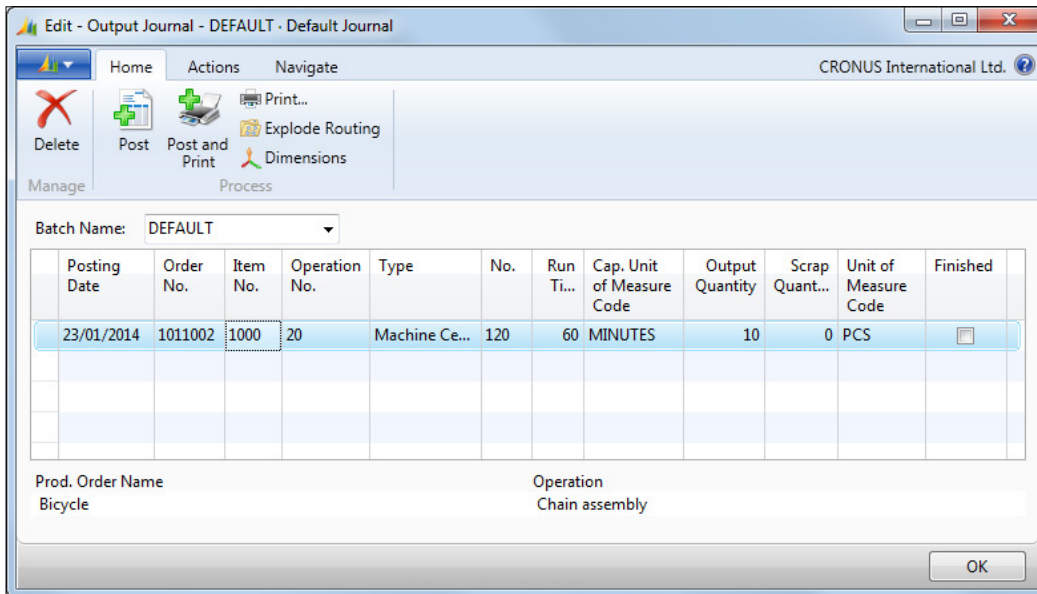 Edit - Output Journal - DEFAULT · Default Journal
Home Actions Navigate CRONUS International Ltd.
Delete Post Post and Print Print...
Explode Routing
Dimensions
Manage Process
Batch Name: DEFAULT
Posting Date Order No. Item No. Operation No. Type No. Run Ti... Cap. Unit of Measure Code Output Quantity Scrap Quant... Unit of Measure Code Finished
23/01/2014 1011002 1000 20 Machine Ce... 120 60 MINUTES 10 0 PCS
Prod. Order Name Operation
Bicycle Chain assembly
OK